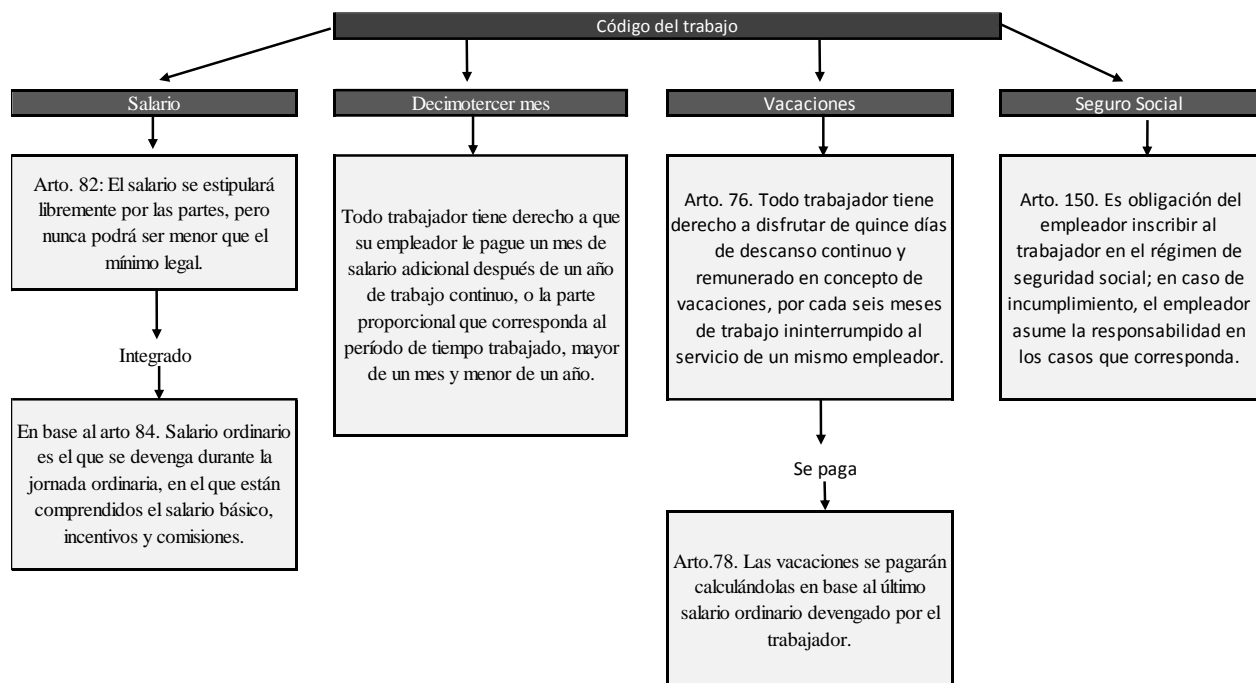 Código del trabajo
Salario
Arto. 82: El salario se estipulará
libremente por las partes, pero
nunca podrá ser menor que el
mínimo legal.
Integrado
En base al arto 84. Salario ordinario
es el que se devenga durante la
jornada ordinaria, en el que están
comprendidos el salario básico,
incentivos y comisiones.
Decimotercer mes
Todo trabajador tiene derecho a que
su empleador le pague un mes de
salario adicional después de un año
de trabajo continuo, o la parte
proporcional que corresponda al
período de tiempo trabajado, mayor
de un mes y menor de un año.
Vacaciones
Arto. 76. Todo trabajador tiene
derecho a disfrutar de quince días
de descanso continuo y
remunerado en concepto de
vacaciones, por cada seis meses
de trabajo ininterrumpido al
servicio de un mismo empleador.
Se paga
Arto.78. Las vacaciones se pagarán
calculándolas en base al último
salario ordinario devengado por el
trabajador.
Seguro Social
Arto. 150. Es obligación del
empleador inscribir al
trabajador en el régimen de
seguridad social; en caso de
incumplimiento, el empleador
asume la responsabilidad en
los casos que corresponda.